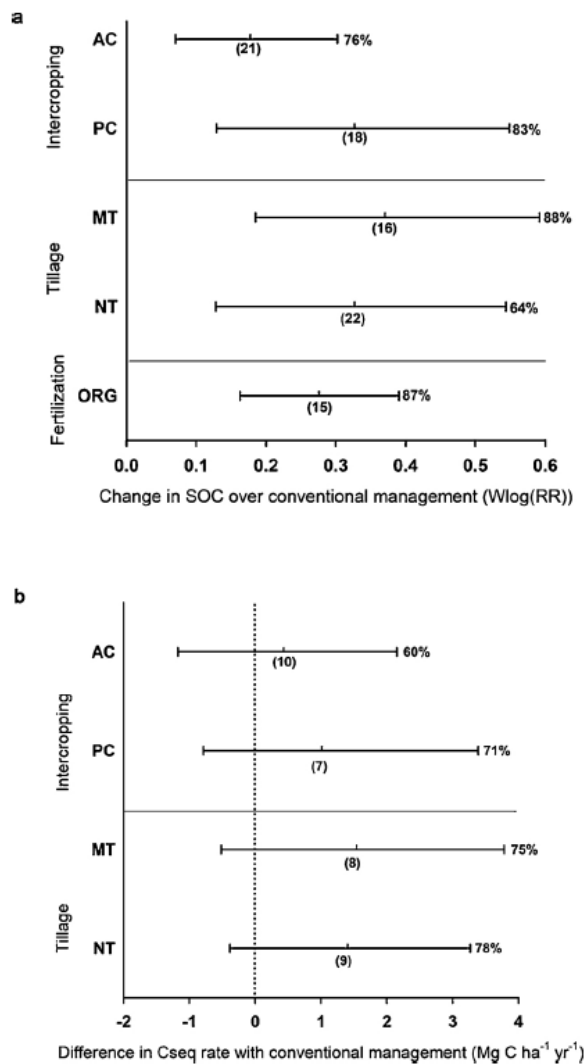 a
Intercropping
AC
(21)
76%
PC
(18)
83%
Tillage
MT
(16)
88%
NT
(22)
64%
Fertilization
ORG
(15)
87%
0.0 0.1 0.2 0.3 0.4 0.5 0.6
Change in SOC over conventional management (Wlog(RR))
b
Intercropping
AC
(10)
60%
PC
(7)
71%
Tillage
MT
(8)
75%
NT
(9)
78%
-2 -1 0 1 2 3 4
Difference in Cseq rate with conventional management (Mg C ha⁻¹ yr⁻¹)